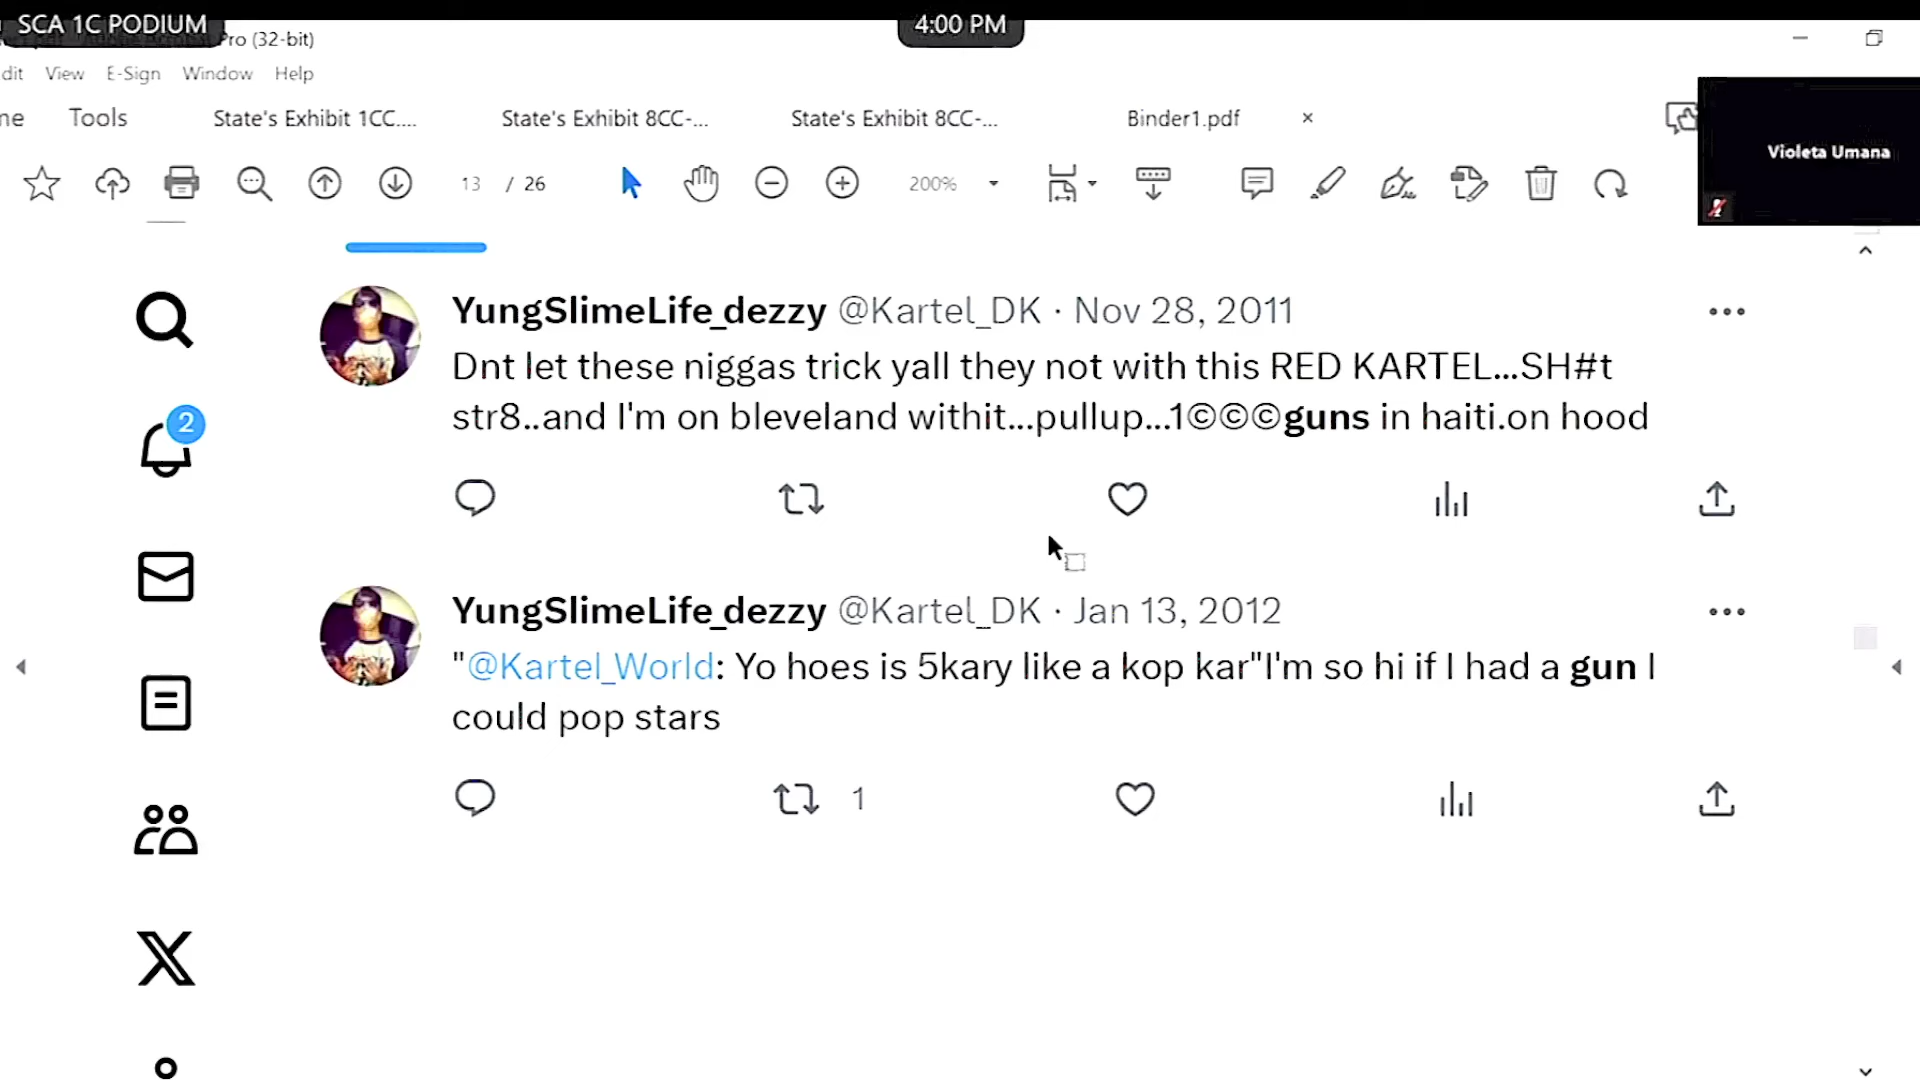 SCA 1C PODIUM
4:00 PM
Pro (32-bit)
dit View E-Sign Window Help
me Tools State's Exhibit 1CC.... State's Exhibit 8CC-... State's Exhibit 8CC-... Binder1.pdf ×
13 / 26 200%
Violeta Umana
YungSlimeLife_dezzy @Kartel_DK · Nov 28, 2011
Dnt let these niggas trick yall they not with this RED KARTEL...SH#t
str8..and I'm on bleveland withit...pullup...1©©©guns in haiti.on hood
2
YungSlimeLife_dezzy @Kartel_DK · Jan 13, 2012
"@Kartel_World: Yo hoes is 5kary like a kop kar"I'm so hi if I had a gun I
could pop stars
1